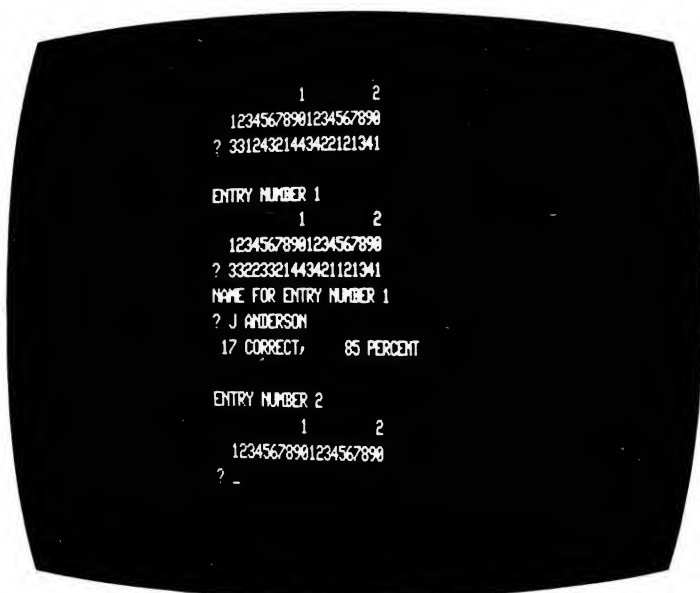 1 2
12345678901234567890
? 33124321443422121341
ENTRY NUMBER 1
1 2
12345678901234567890
? 33223321443421121341
NAME FOR ENTRY NUMBER 1
? J ANDERSON
17 CORRECT, 85 PERCENT
ENTRY NUMBER 2
1 2
12345678901234567890
? _